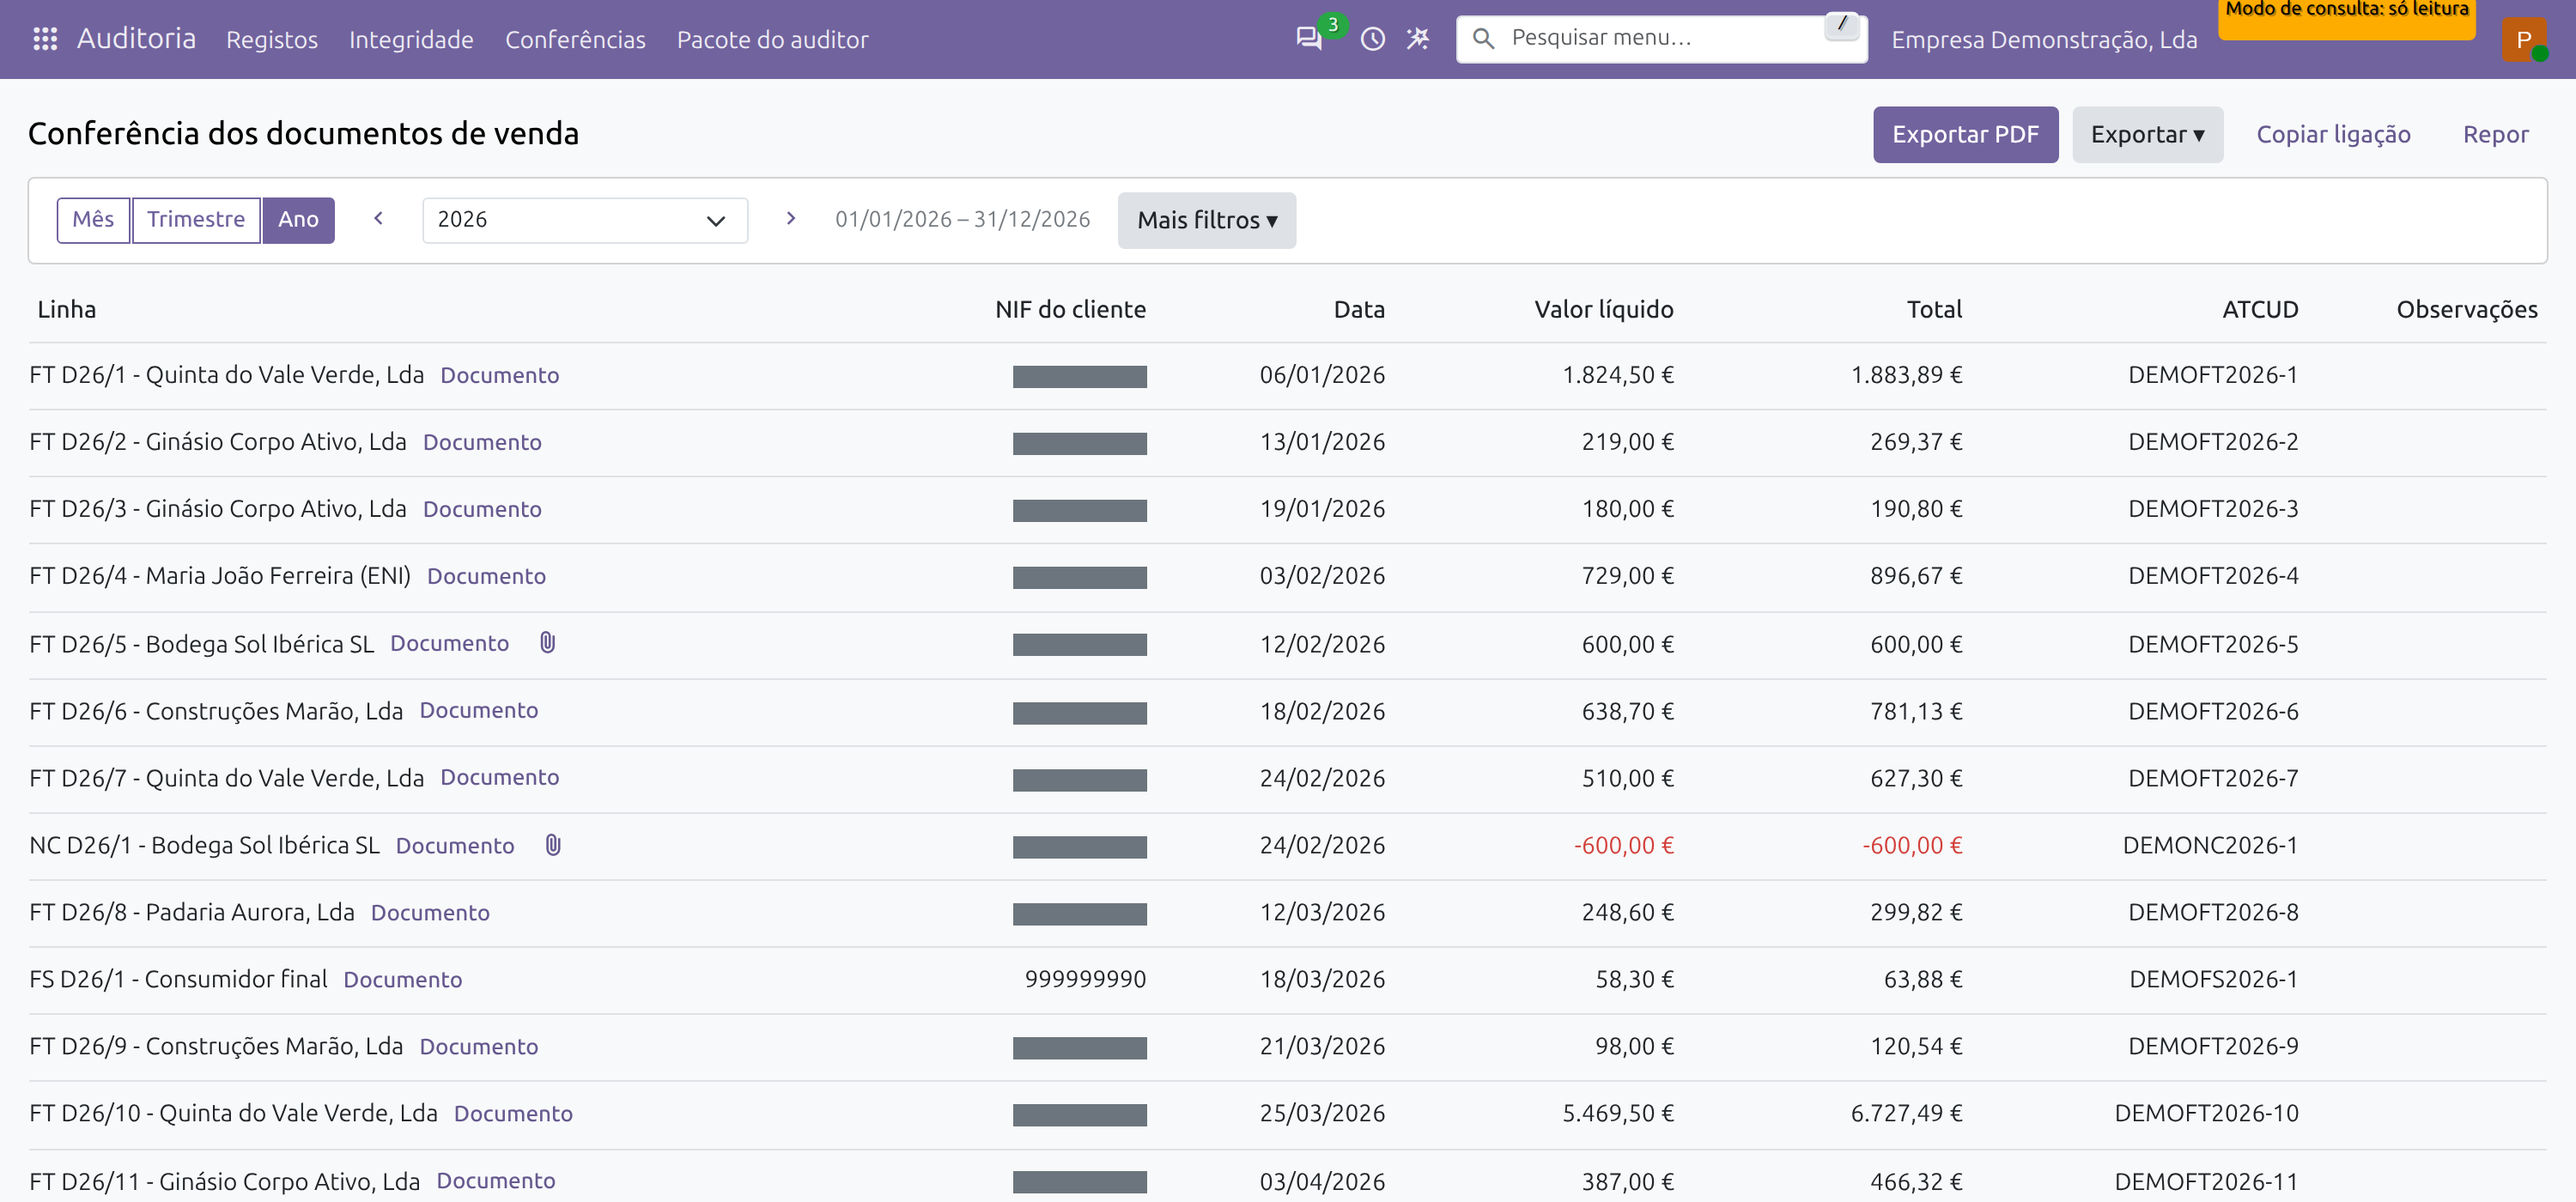 Auditoria Registos Integridade Conferências Pacote do auditor 3 Pesquisar menu... / Empresa Demonstração, Lda Modo de consulta: só leitura P
Conferência dos documentos de venda Exportar PDF Exportar ▾ Copiar ligação Repor
Mês Trimestre Ano 2026 01/01/2026 – 31/12/2026 Mais filtros ▾
Linha NIF do cliente Data Valor líquido Total ATCUD Observações
FT D26/1 - Quinta do Vale Verde, Lda Documento 06/01/2026 1.824,50 € 1.883,89 € DEMOFT2026-1
FT D26/2 - Ginásio Corpo Ativo, Lda Documento 13/01/2026 219,00 € 269,37 € DEMOFT2026-2
FT D26/3 - Ginásio Corpo Ativo, Lda Documento 19/01/2026 180,00 € 190,80 € DEMOFT2026-3
FT D26/4 - Maria João Ferreira (ENI) Documento 03/02/2026 729,00 € 896,67 € DEMOFT2026-4
FT D26/5 - Bodega Sol Ibérica SL Documento 12/02/2026 600,00 € 600,00 € DEMOFT2026-5
FT D26/6 - Construções Marão, Lda Documento 18/02/2026 638,70 € 781,13 € DEMOFT2026-6
FT D26/7 - Quinta do Vale Verde, Lda Documento 24/02/2026 510,00 € 627,30 € DEMOFT2026-7
NC D26/1 - Bodega Sol Ibérica SL Documento 24/02/2026 -600,00 € -600,00 € DEMONC2026-1
FT D26/8 - Padaria Aurora, Lda Documento 12/03/2026 248,60 € 299,82 € DEMOFT2026-8
FS D26/1 - Consumidor final Documento 999999990 18/03/2026 58,30 € 63,88 € DEMOFS2026-1
FT D26/9 - Construções Marão, Lda Documento 21/03/2026 98,00 € 120,54 € DEMOFT2026-9
FT D26/10 - Quinta do Vale Verde, Lda Documento 25/03/2026 5.469,50 € 6.727,49 € DEMOFT2026-10
FT D26/11 - Ginásio Corpo Ativo, Lda Documento 03/04/2026 387,00 € 466,32 € DEMOFT2026-11